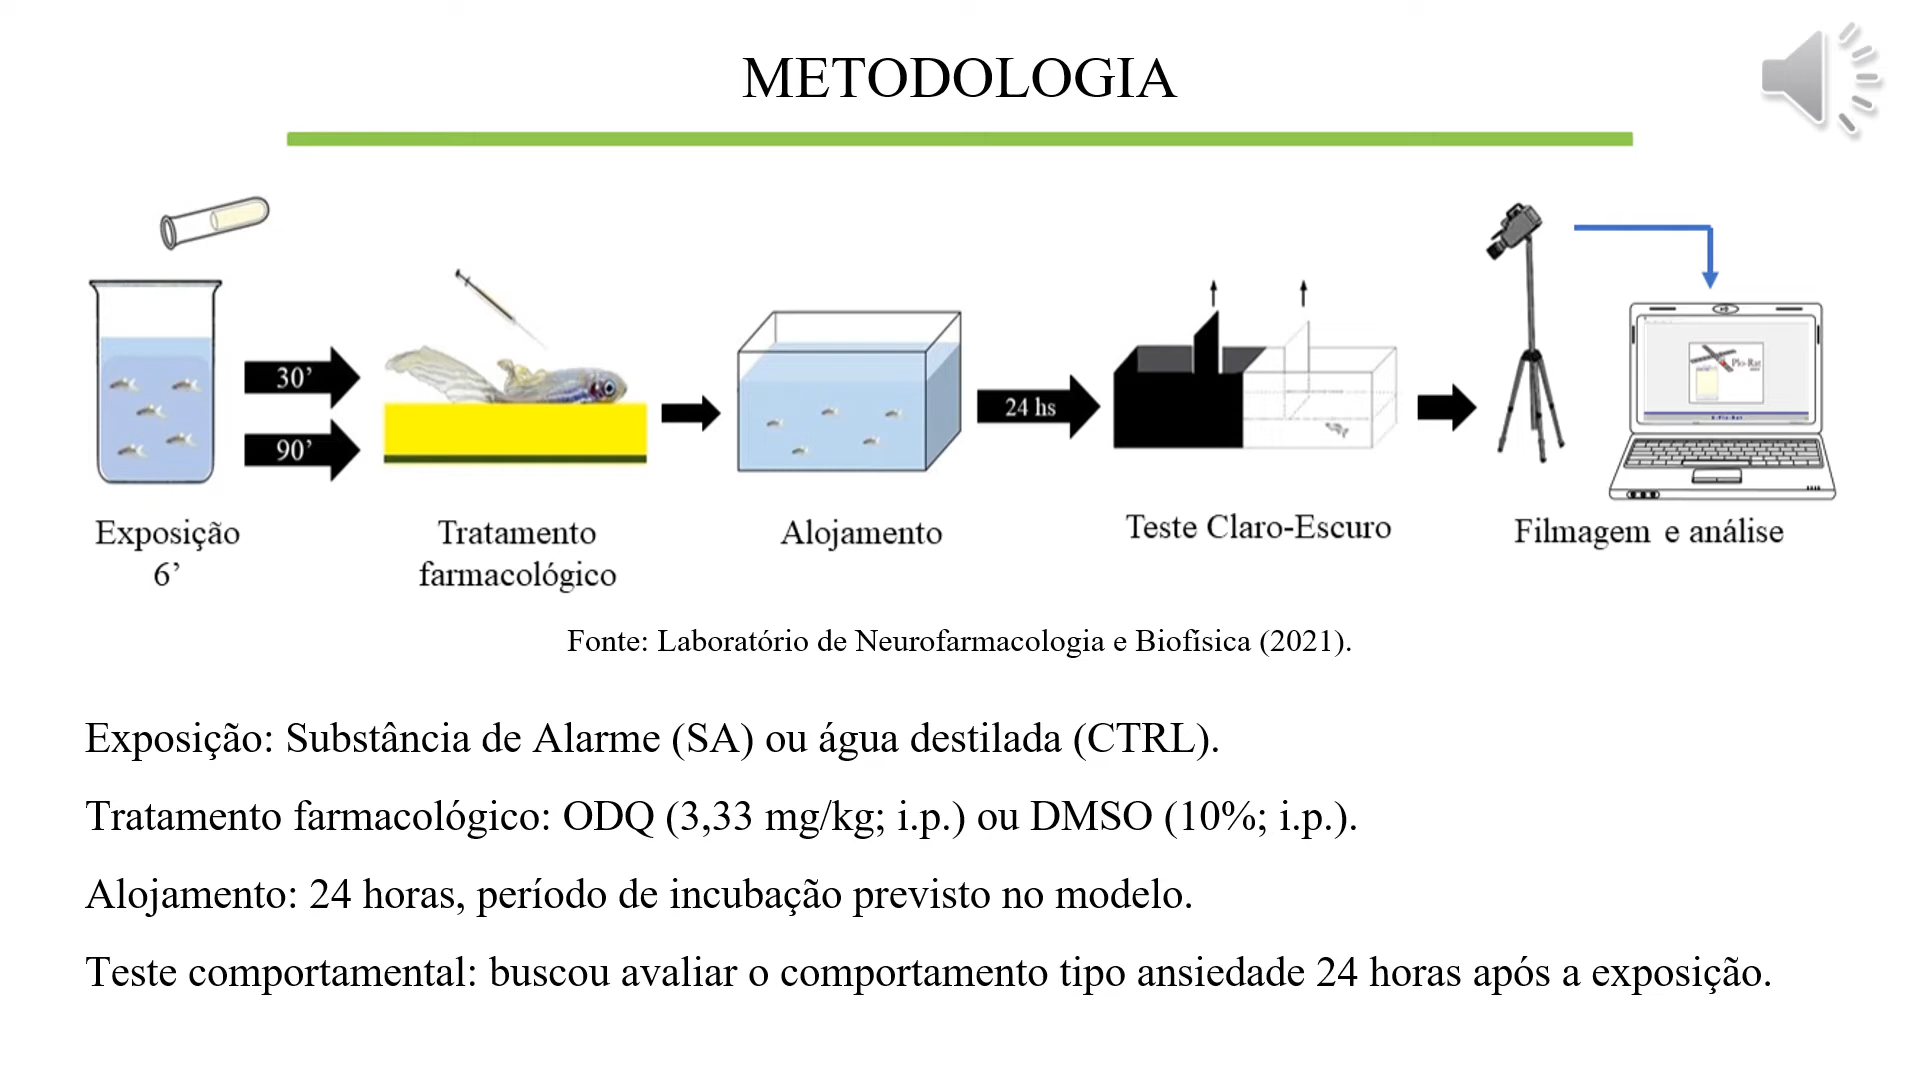 METODOLOGIA
30’
90’
24 hs
Exposição
6’
Tratamento
farmacológico
Alojamento
Teste Claro-Escuro
Filmagem e análise
Fonte: Laboratório de Neurofarmacologia e Biofísica (2021).
Exposição: Substância de Alarme (SA) ou água destilada (CTRL).
Tratamento farmacológico: ODQ (3,33 mg/kg; i.p.) ou DMSO (10%; i.p.).
Alojamento: 24 horas, período de incubação previsto no modelo.
Teste comportamental: buscou avaliar o comportamento tipo ansiedade 24 horas após a exposição.